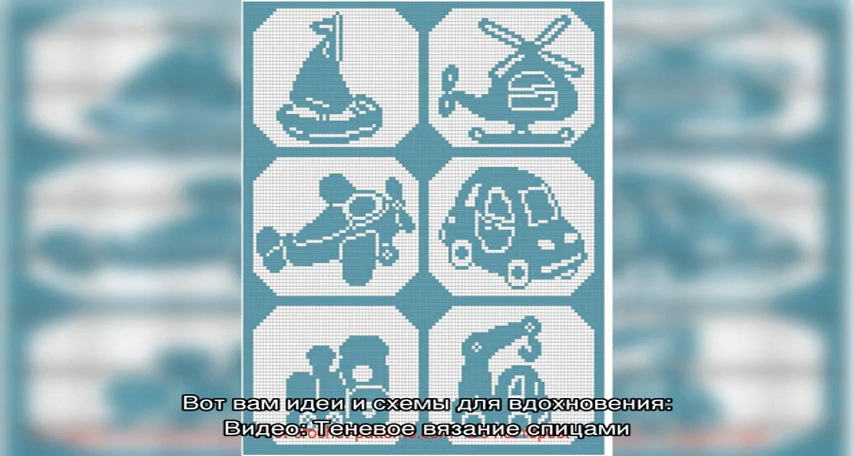 Вот вам идеи и схемы для вдохновения:
Видео: Теневое вязание спицами